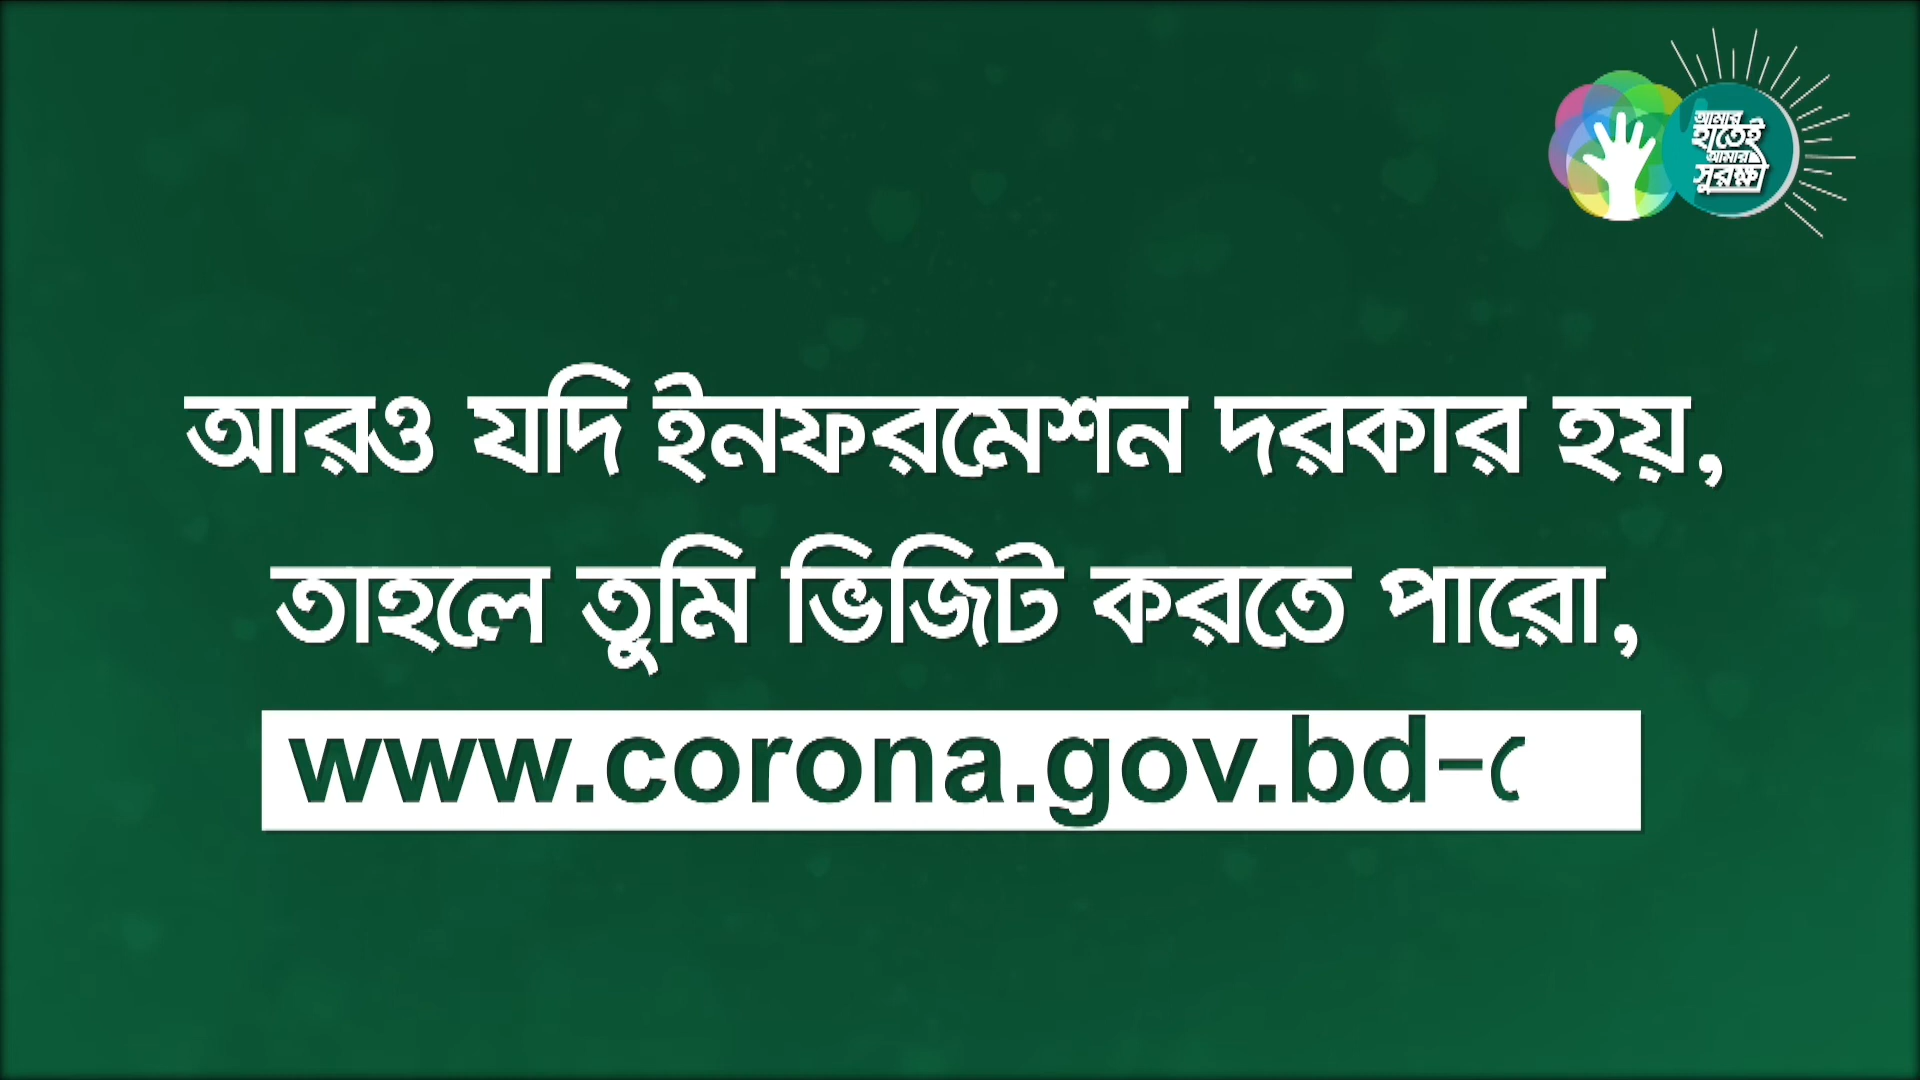 আমার
হাতেই
আমার
সুরক্ষা
আরও যদি ইনফরমেশন দরকার হয়,
তাহলে তুমি ভিজিট করতে পারো,
www.corona.gov.bd-ে